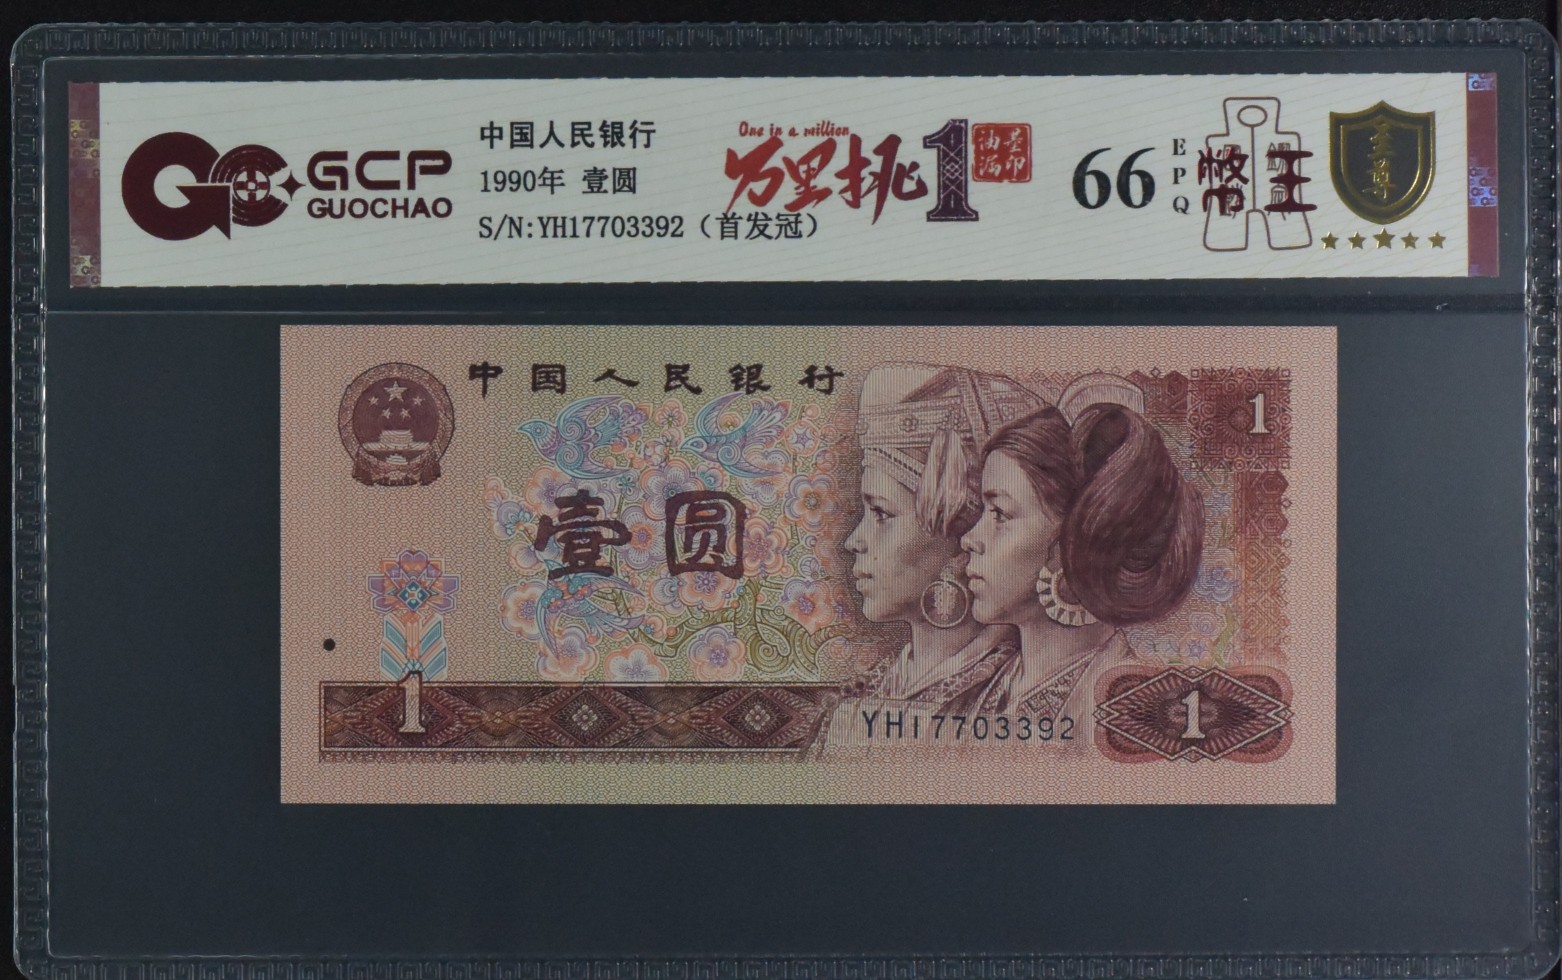 GCP
GUOCHAO
中国人民银行
1990年 壹圆
S/N:YH17703392（首发冠）
One in a million
万里挑1
66
EPQ
至尊
中国人民银行
1
壹圆
1
YH17703392
1